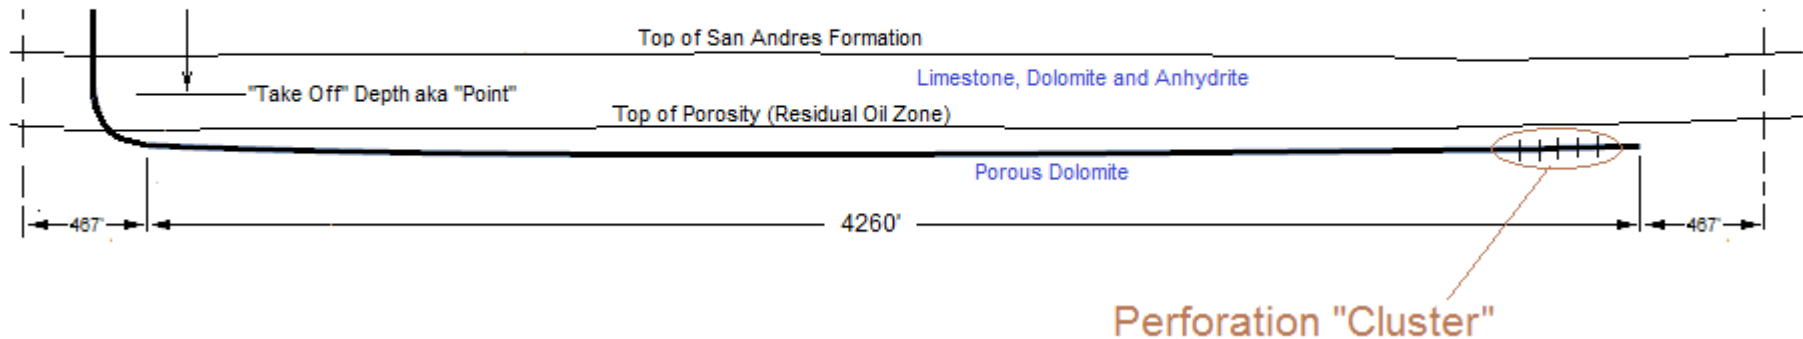 Top of San Andres Formation
Limestone, Dolomite and Anhydrite
"Take Off" Depth aka "Point"
Top of Porosity (Residual Oil Zone)
Porous Dolomite
467' 4260' 467'
Perforation "Cluster"